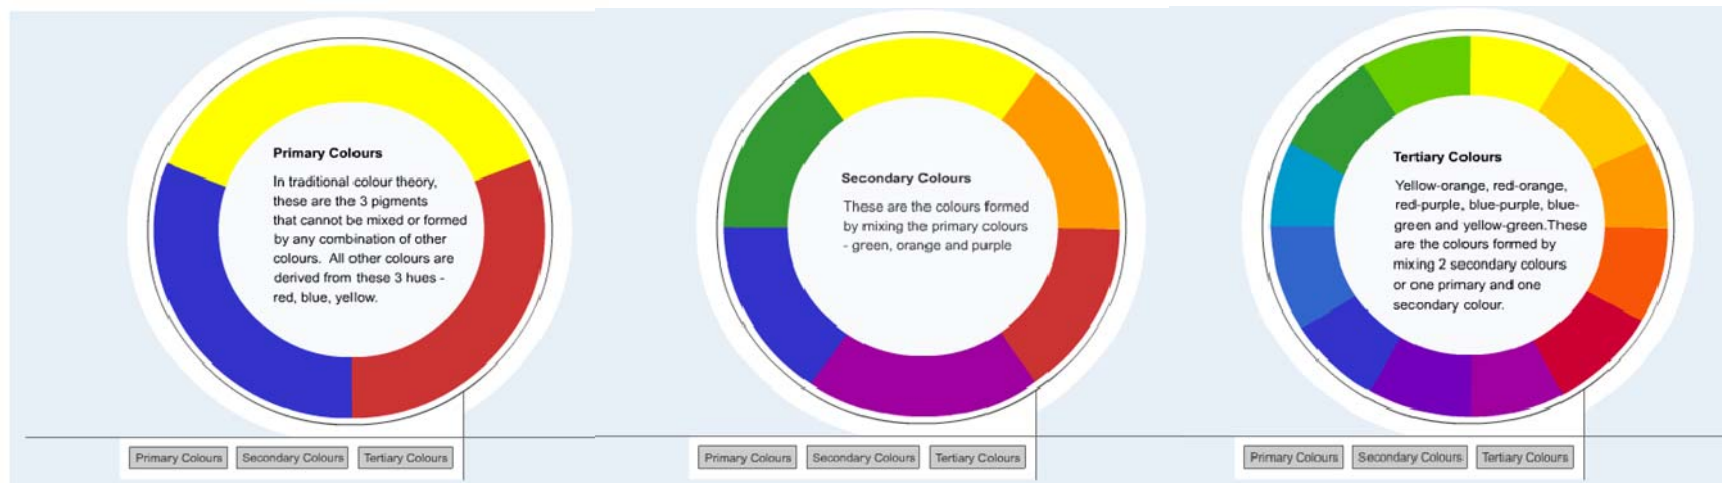 Primary Colours
In traditional colour theory,
these are the 3 pigments
that cannot be mixed or formed
by any combination of other
colours. All other colours are
derived from these 3 hues -
red, blue, yellow.
Primary Colours
Secondary Colours
Tertiary Colours
Secondary Colours
These are the colours formed
by mixing the primary colours
- green, orange and purple
Primary Colours
Secondary Colours
Tertiary Colours
Tertiary Colours
Yellow-orange, red-orange,
red-purple, blue-purple, blue-
green and yellow-green.These
are the colours formed by
mixing 2 secondary colours
or one primary and one
secondary colour.
Primary Colours
Secondary Colours
Tertiary Colours